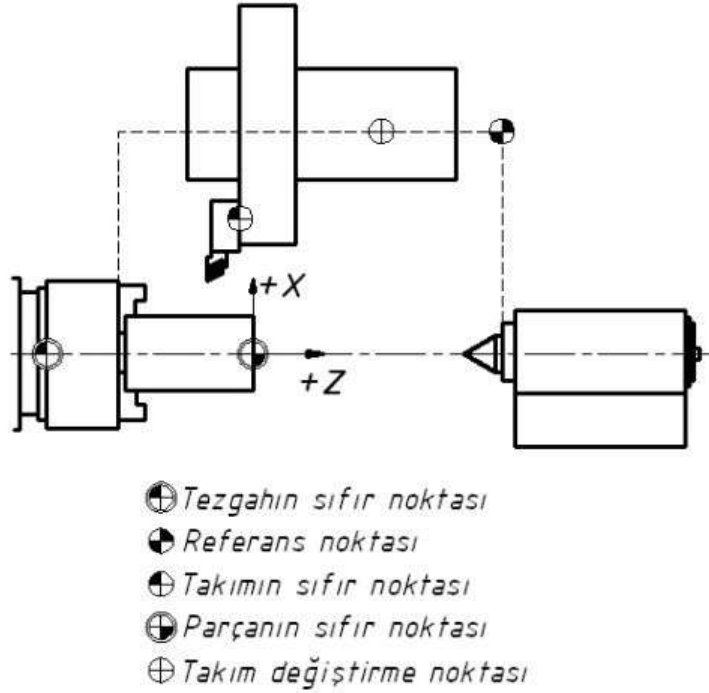 +X
+Z
Tezgahın sıfır noktası
Referans noktası
Takımın sıfır noktası
Parçanın sıfır noktası
Takım değiştirme noktası